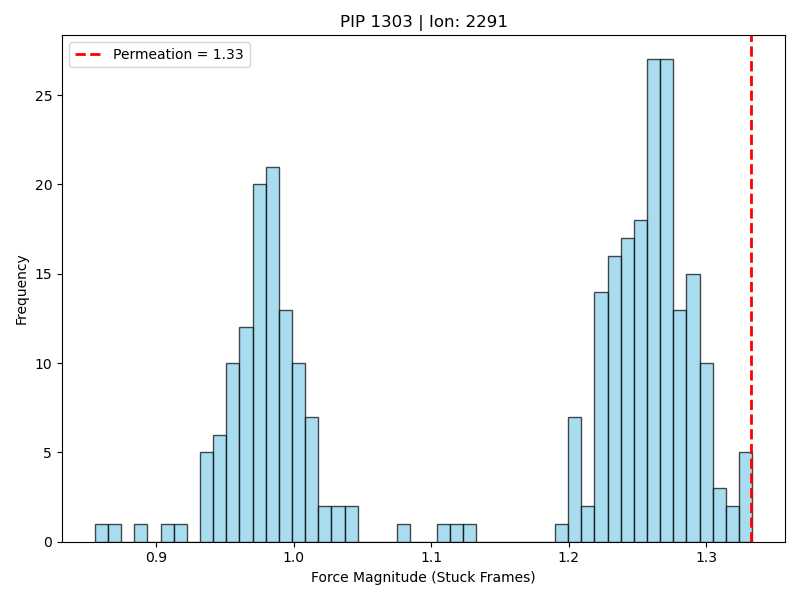 PIP 1303 | Ion: 2291
Permeation = 1.33
Frequency
25
20
15
10
5
0
0.9
1.0
1.1
1.2
1.3
Force Magnitude (Stuck Frames)